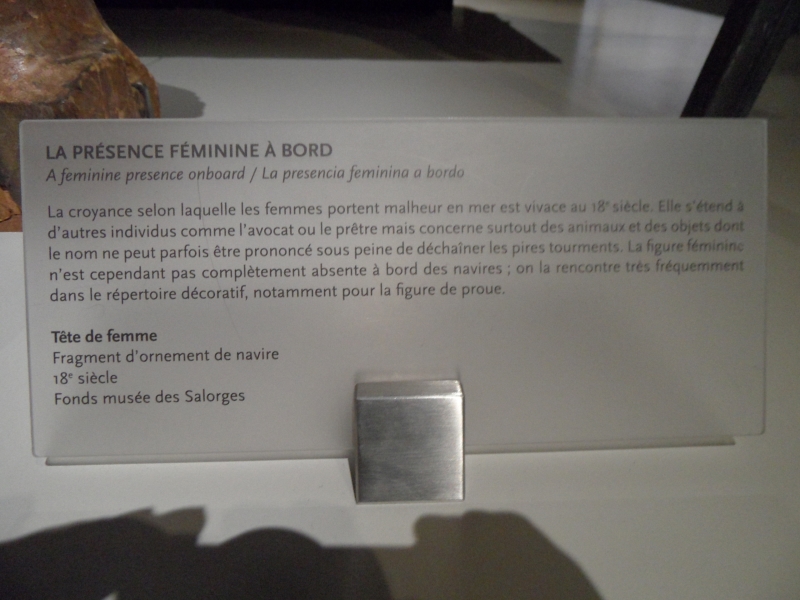 LA PRÉSENCE FÉMININE À BORD
A feminine presence onboard / La presencia feminina a bordo
La croyance selon laquelle les femmes portent malheur en mer est vivace au 18e siècle. Elle s'étend à
d'autres individus comme l'avocat ou le prêtre mais concerne surtout des animaux et des objets dont
le nom ne peut parfois être prononcé sous peine de déchaîner les pires tourments. La figure féminine
n'est cependant pas complètement absente à bord des navires ; on la rencontre très fréquemment
dans le répertoire décoratif, notamment pour la figure de proue.
Tête de femme
Fragment d'ornement de navire
18e siècle
Fonds musée des Salorges